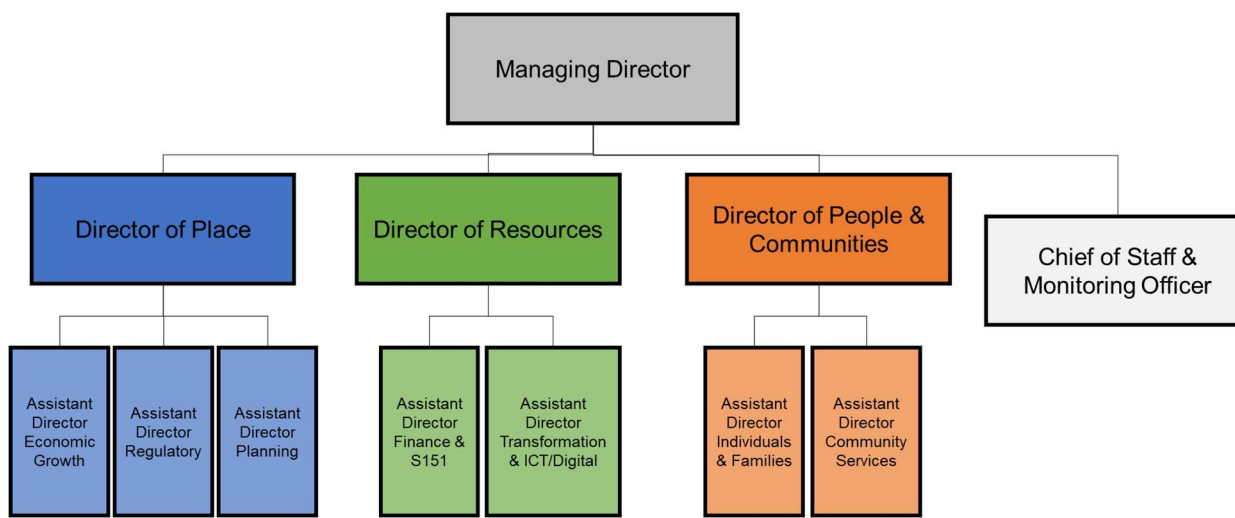 Managing Director
Director of Place
Director of Resources
Director of People &
Communities
Chief of Staff &
Monitoring Officer
Assistant
Director
Economic
Growth
Assistant
Director
Regulatory
Assistant
Director
Planning
Assistant
Director
Finance &
S151
Assistant
Director
Transformation
& ICT/Digital
Assistant
Director
Individuals
& Families
Assistant
Director
Community
Services